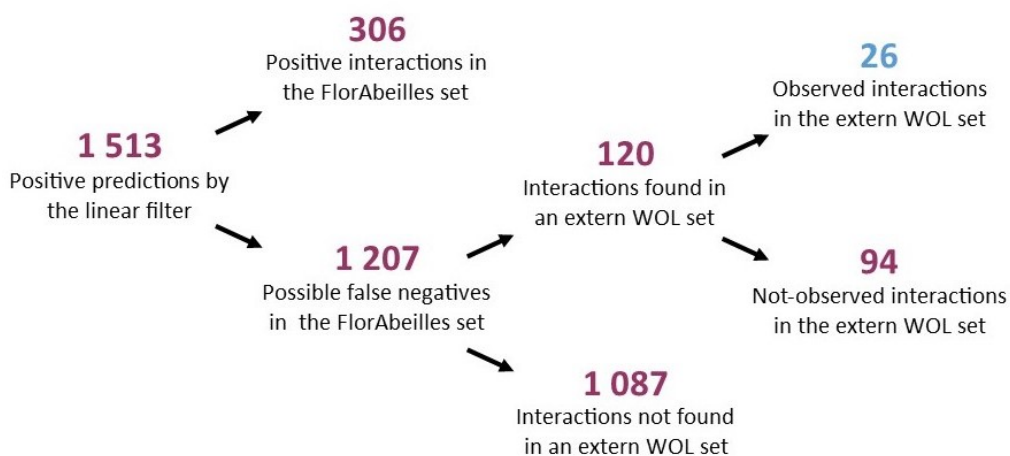 306
Positive interactions in
the FlorAbeilles set
26
Observed interactions
in the extern WOL set
1 513
Positive predictions by
the linear filter
120
Interactions found in
an extern WOL set
1 207
Possible false negatives
in the FlorAbeilles set
94
Not-observed interactions
in the extern WOL set
1 087
Interactions not found
in an extern WOL set